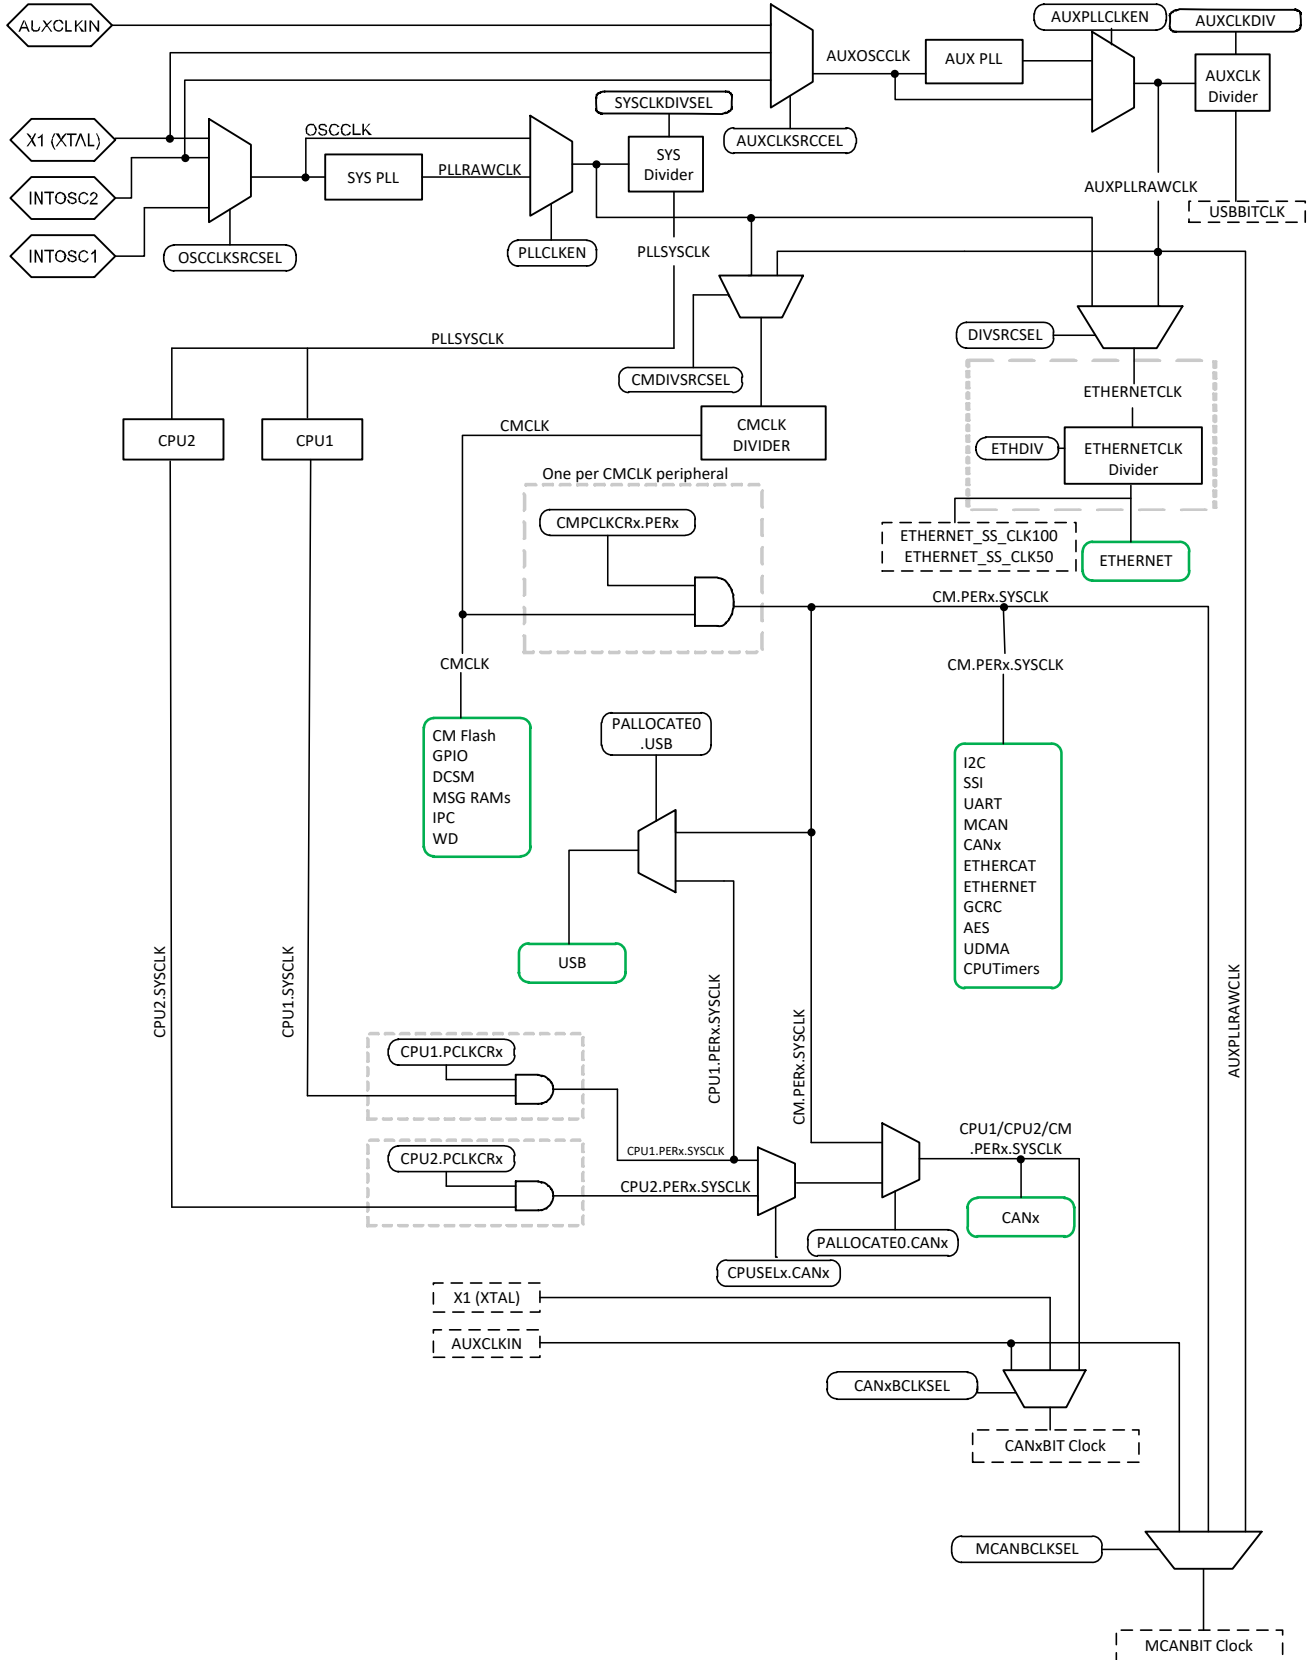 AUXCLKIN
AUXPLLCLKEN
AUXCLKDIV
AUXOSCCLK
AUX PLL
AUXCLK
Divider
SYSCLKDIVSEL
X1 (XTAL)
OSCCLK
AUXCLKSRCCEL
SYS PLL
PLLRAWCLK
SYS
Divider
INTOSC2
AUXPLLRAWCLK
USBBITCLK
INTOSC1
OSCCLKSRCSEL
PLLCLKEN
PLLSYSCLK
DIVSRCSEL
PLLSYSCLK
CMDIVSRCSEL
ETHERNETCLK
CPU2
CPU1
CMCLK
CMCLK
DIVIDER
ETHDIV
ETHERNETCLK
Divider
One per CMCLK peripheral
CMPCLKCRx.PERx
ETHERNET_SS_CLK100
ETHERNET_SS_CLK50
ETHERNET
CM.PERx.SYSCLK
CMCLK
CM.PERx.SYSCLK
PALLOCATE0
.USB
CM Flash
GPIO
DCSM
MSG RAMs
IPC
WD
I2C
SSI
UART
MCAN
CANx
ETHERCAT
ETHERNET
GCRC
AES
UDMA
CPUTimers
USB
CPU2.SYSCLK
CPU1.SYSCLK
CPU1.PERx.SYSCLK
CM.PERx.SYSCLK
AUXPLLRAWCLK
CPU1.PCLKCRx
CPU2.PCLKCRx
CPU1.PERx.SYSCLK
CPU2.PERx.SYSCLK
CPU1/CPU2/CM
.PERx.SYSCLK
CANx
PALLOCATE0.CANx
CPUSELx.CANx
X1 (XTAL)
AUXCLKIN
CANxBCLKSEL
CANxBIT Clock
MCANBCLKSEL
MCANBIT Clock